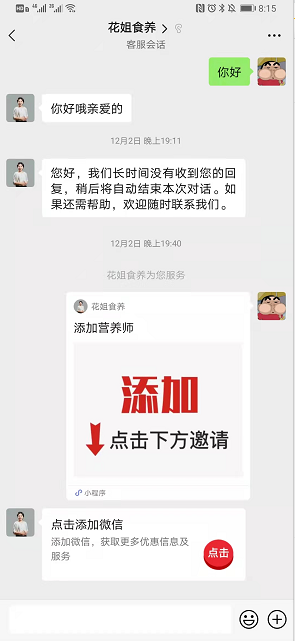 8:15
花姐食养
客服会话
你好
你好哦亲爱的
12月2日 晚上19:11
您好，我们长时间没有收到您的回
复，稍后将自动结束本次对话。如
果还需帮助，欢迎随时联系我们。
12月2日 晚上19:40
花姐食养为您服务
花姐食养
添加营养师
添加
点击下方邀请
小程序
点击添加微信
添加微信，获取更多优惠信息及
服务
点击